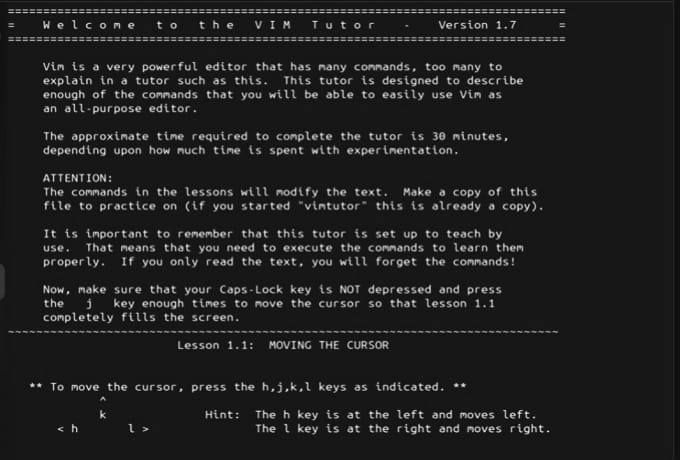 ===============================================================================
=    W e l c o m e   t o   t h e   V I M   T u t o r    -    Version 1.7      =
===============================================================================
Vim is a very powerful editor that has many commands, too many to
explain in a tutor such as this.  This tutor is designed to describe
enough of the commands that you will be able to easily use Vim as
an all-purpose editor.
The approximate time required to complete the tutor is 30 minutes,
depending upon how much time is spent with experimentation.
ATTENTION:
The commands in the lessons will modify the text.  Make a copy of this
file to practice on (if you started "vimtutor" this is already a copy).
It is important to remember that this tutor is set up to teach by
use.  That means that you need to execute the commands to learn them
properly.  If you only read the text, you will forget the commands!
Now, make sure that your Caps-Lock key is NOT depressed and press
the   j   key enough times to move the cursor so that lesson 1.1
completely fills the screen.
~~~~~~~~~~~~~~~~~~~~~~~~~~~~~~~~~~~~~~~~~~~~~~~~~~~~~~~~~~~~~~~~~~~~~~~~~~~~~~
Lesson 1.1:  MOVING THE CURSOR
** To move the cursor, press the h,j,k,l keys as indicated. **
^
k              Hint:  The h key is at the left and moves left.
< h       l >               The l key is at the right and moves right.